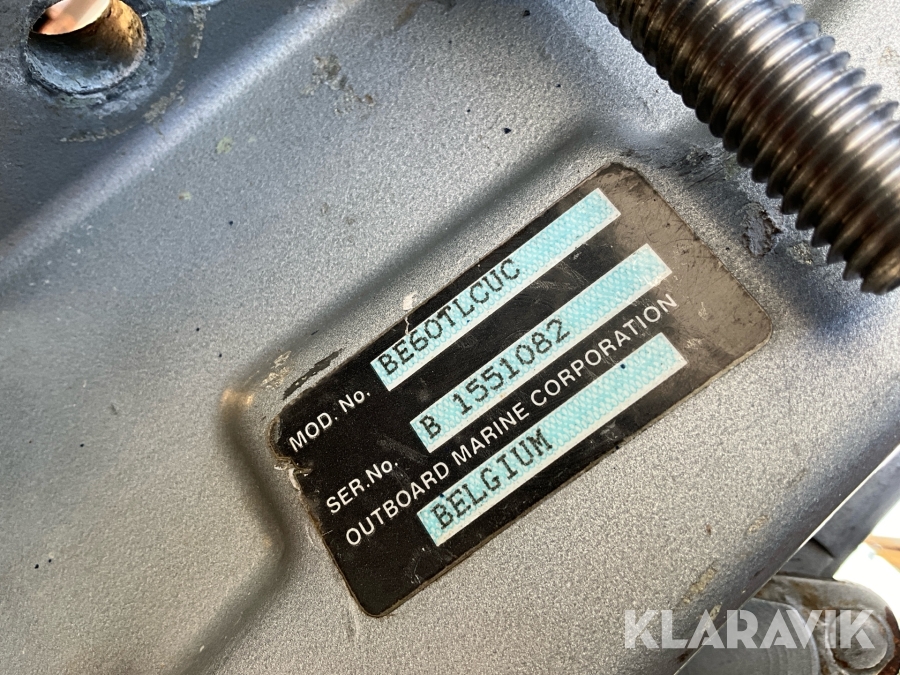 MOD. No. BE60TLCUC
SER.No. B 1551082
OUTBOARD MARINE CORPORATION
BELGIUM
KLARAVIK